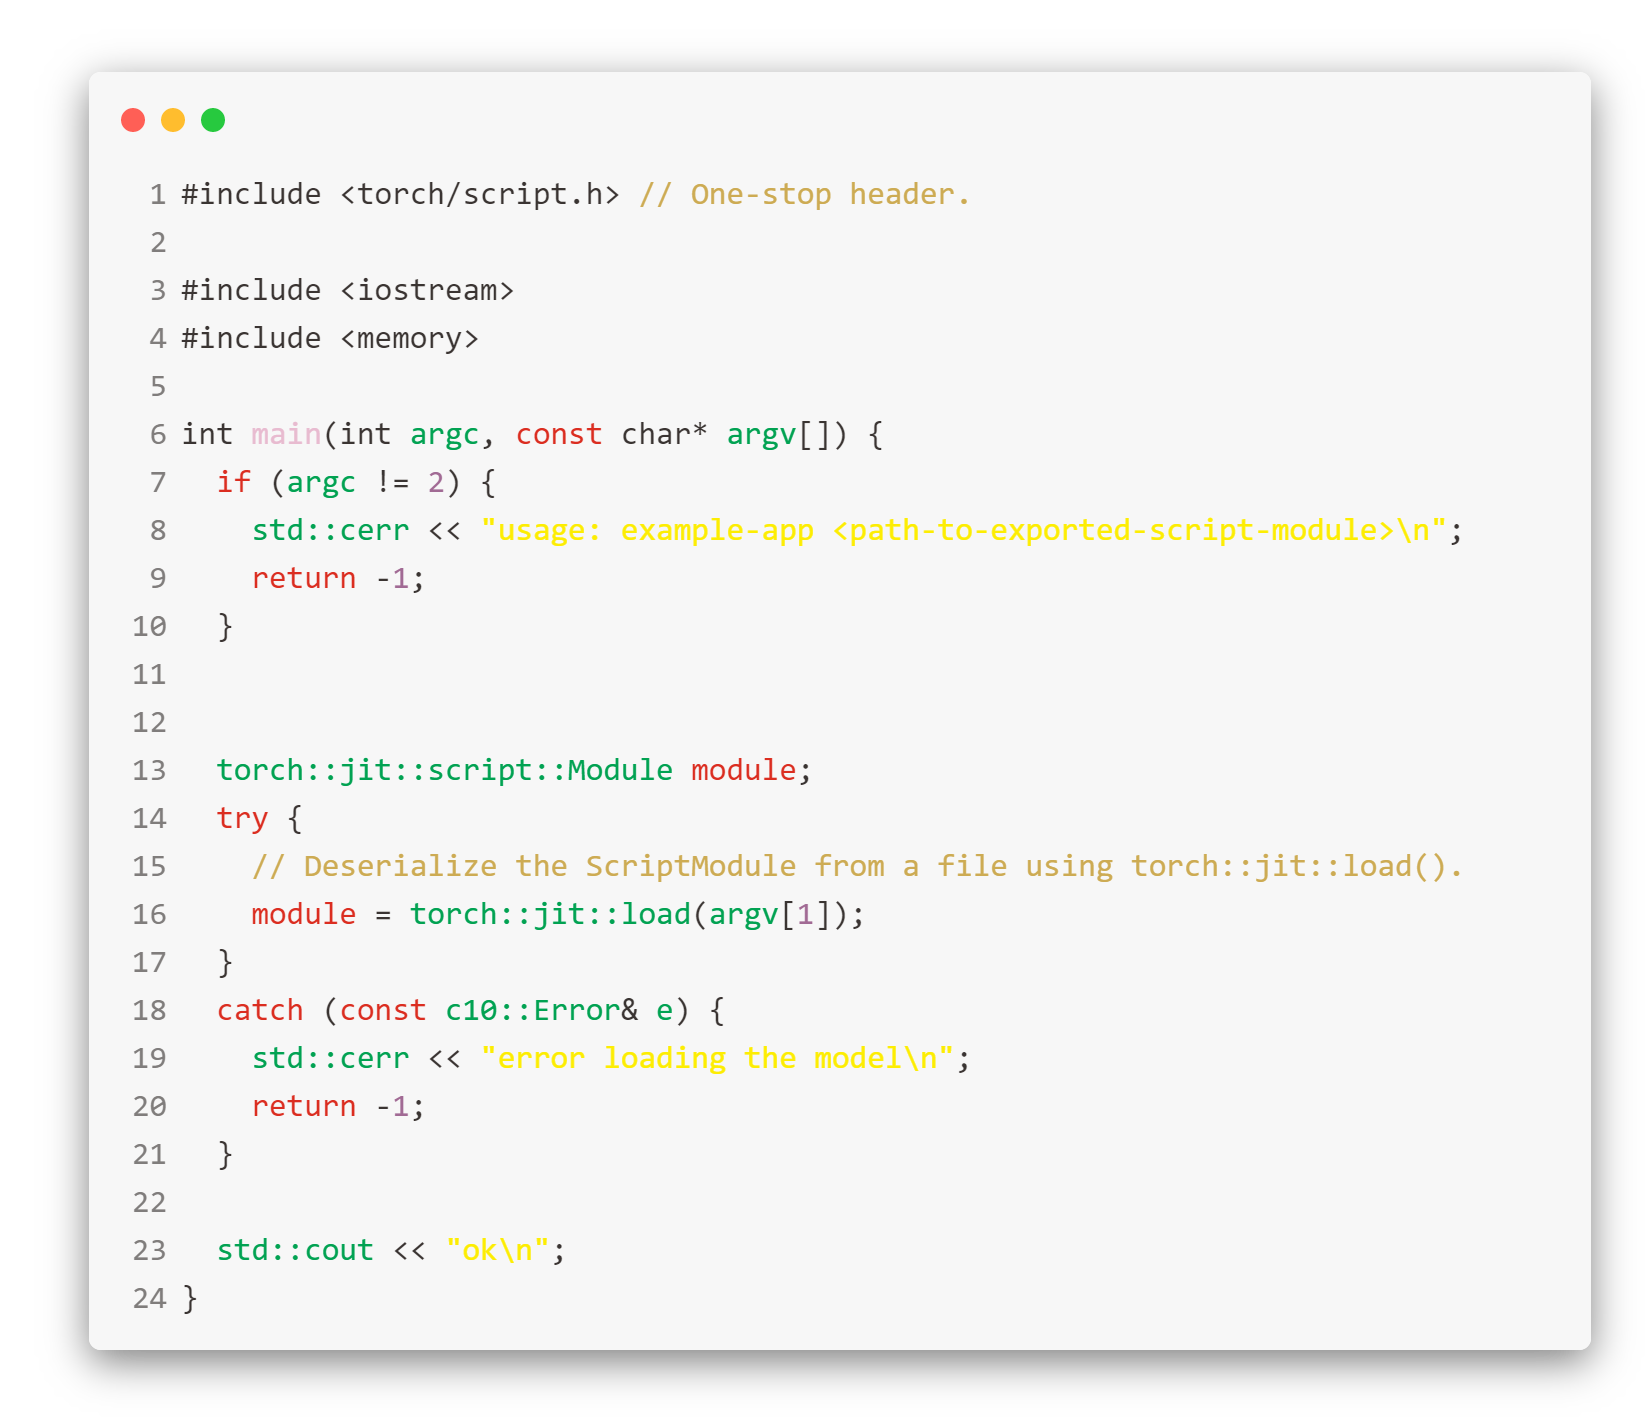 1 #include <torch/script.h> // One-stop header.
2
3 #include <iostream>
4 #include <memory>
5
6 int main(int argc, const char* argv[]) {
7   if (argc != 2) {
8     std::cerr << "usage: example-app <path-to-exported-script-module>\n";
9     return -1;
10   }
11
12
13   torch::jit::script::Module module;
14   try {
15     // Deserialize the ScriptModule from a file using torch::jit::load().
16     module = torch::jit::load(argv[1]);
17   }
18   catch (const c10::Error& e) {
19     std::cerr << "error loading the model\n";
20     return -1;
21   }
22
23   std::cout << "ok\n";
24 }